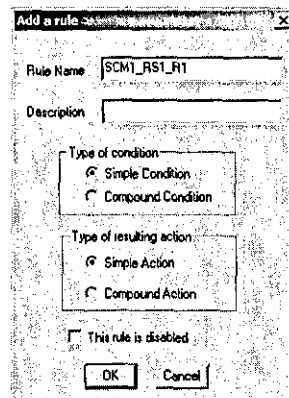 Add a rule
Rule Name SCM1_RS1_R1
Description
Type of condition
Simple Condition
Compound Condition
Type of resulting action
Simple Action
Compound Action
This rule is disabled
OK Cancel